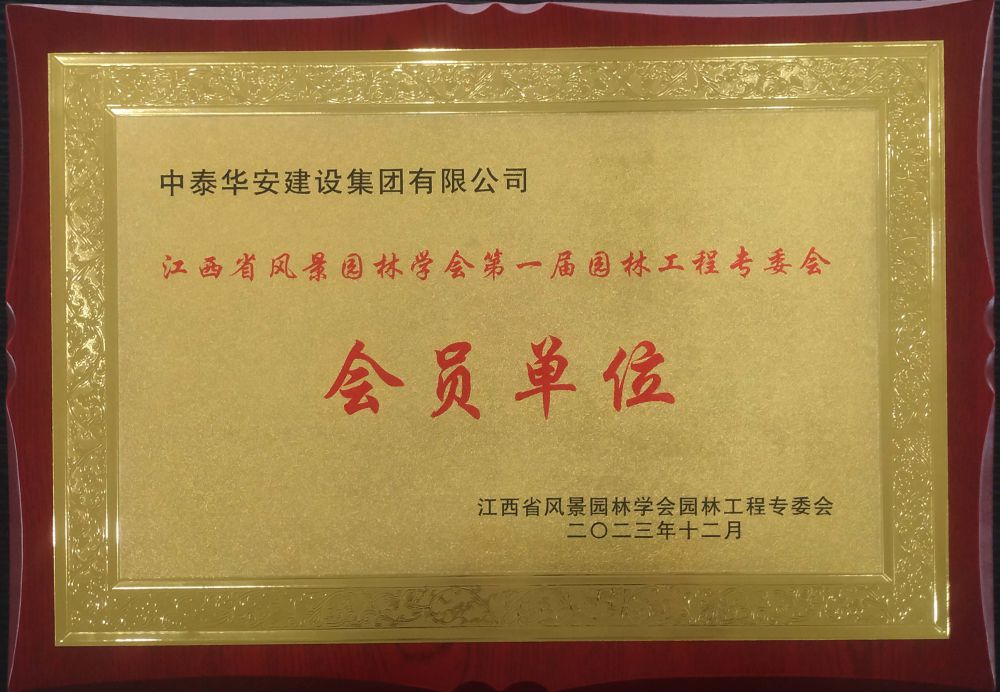 中泰华安建设集团有限公司
江西省风景园林学会第一届园林工程专委会
会员单位
江西省风景园林学会园林工程专委会
二〇二三年十二月